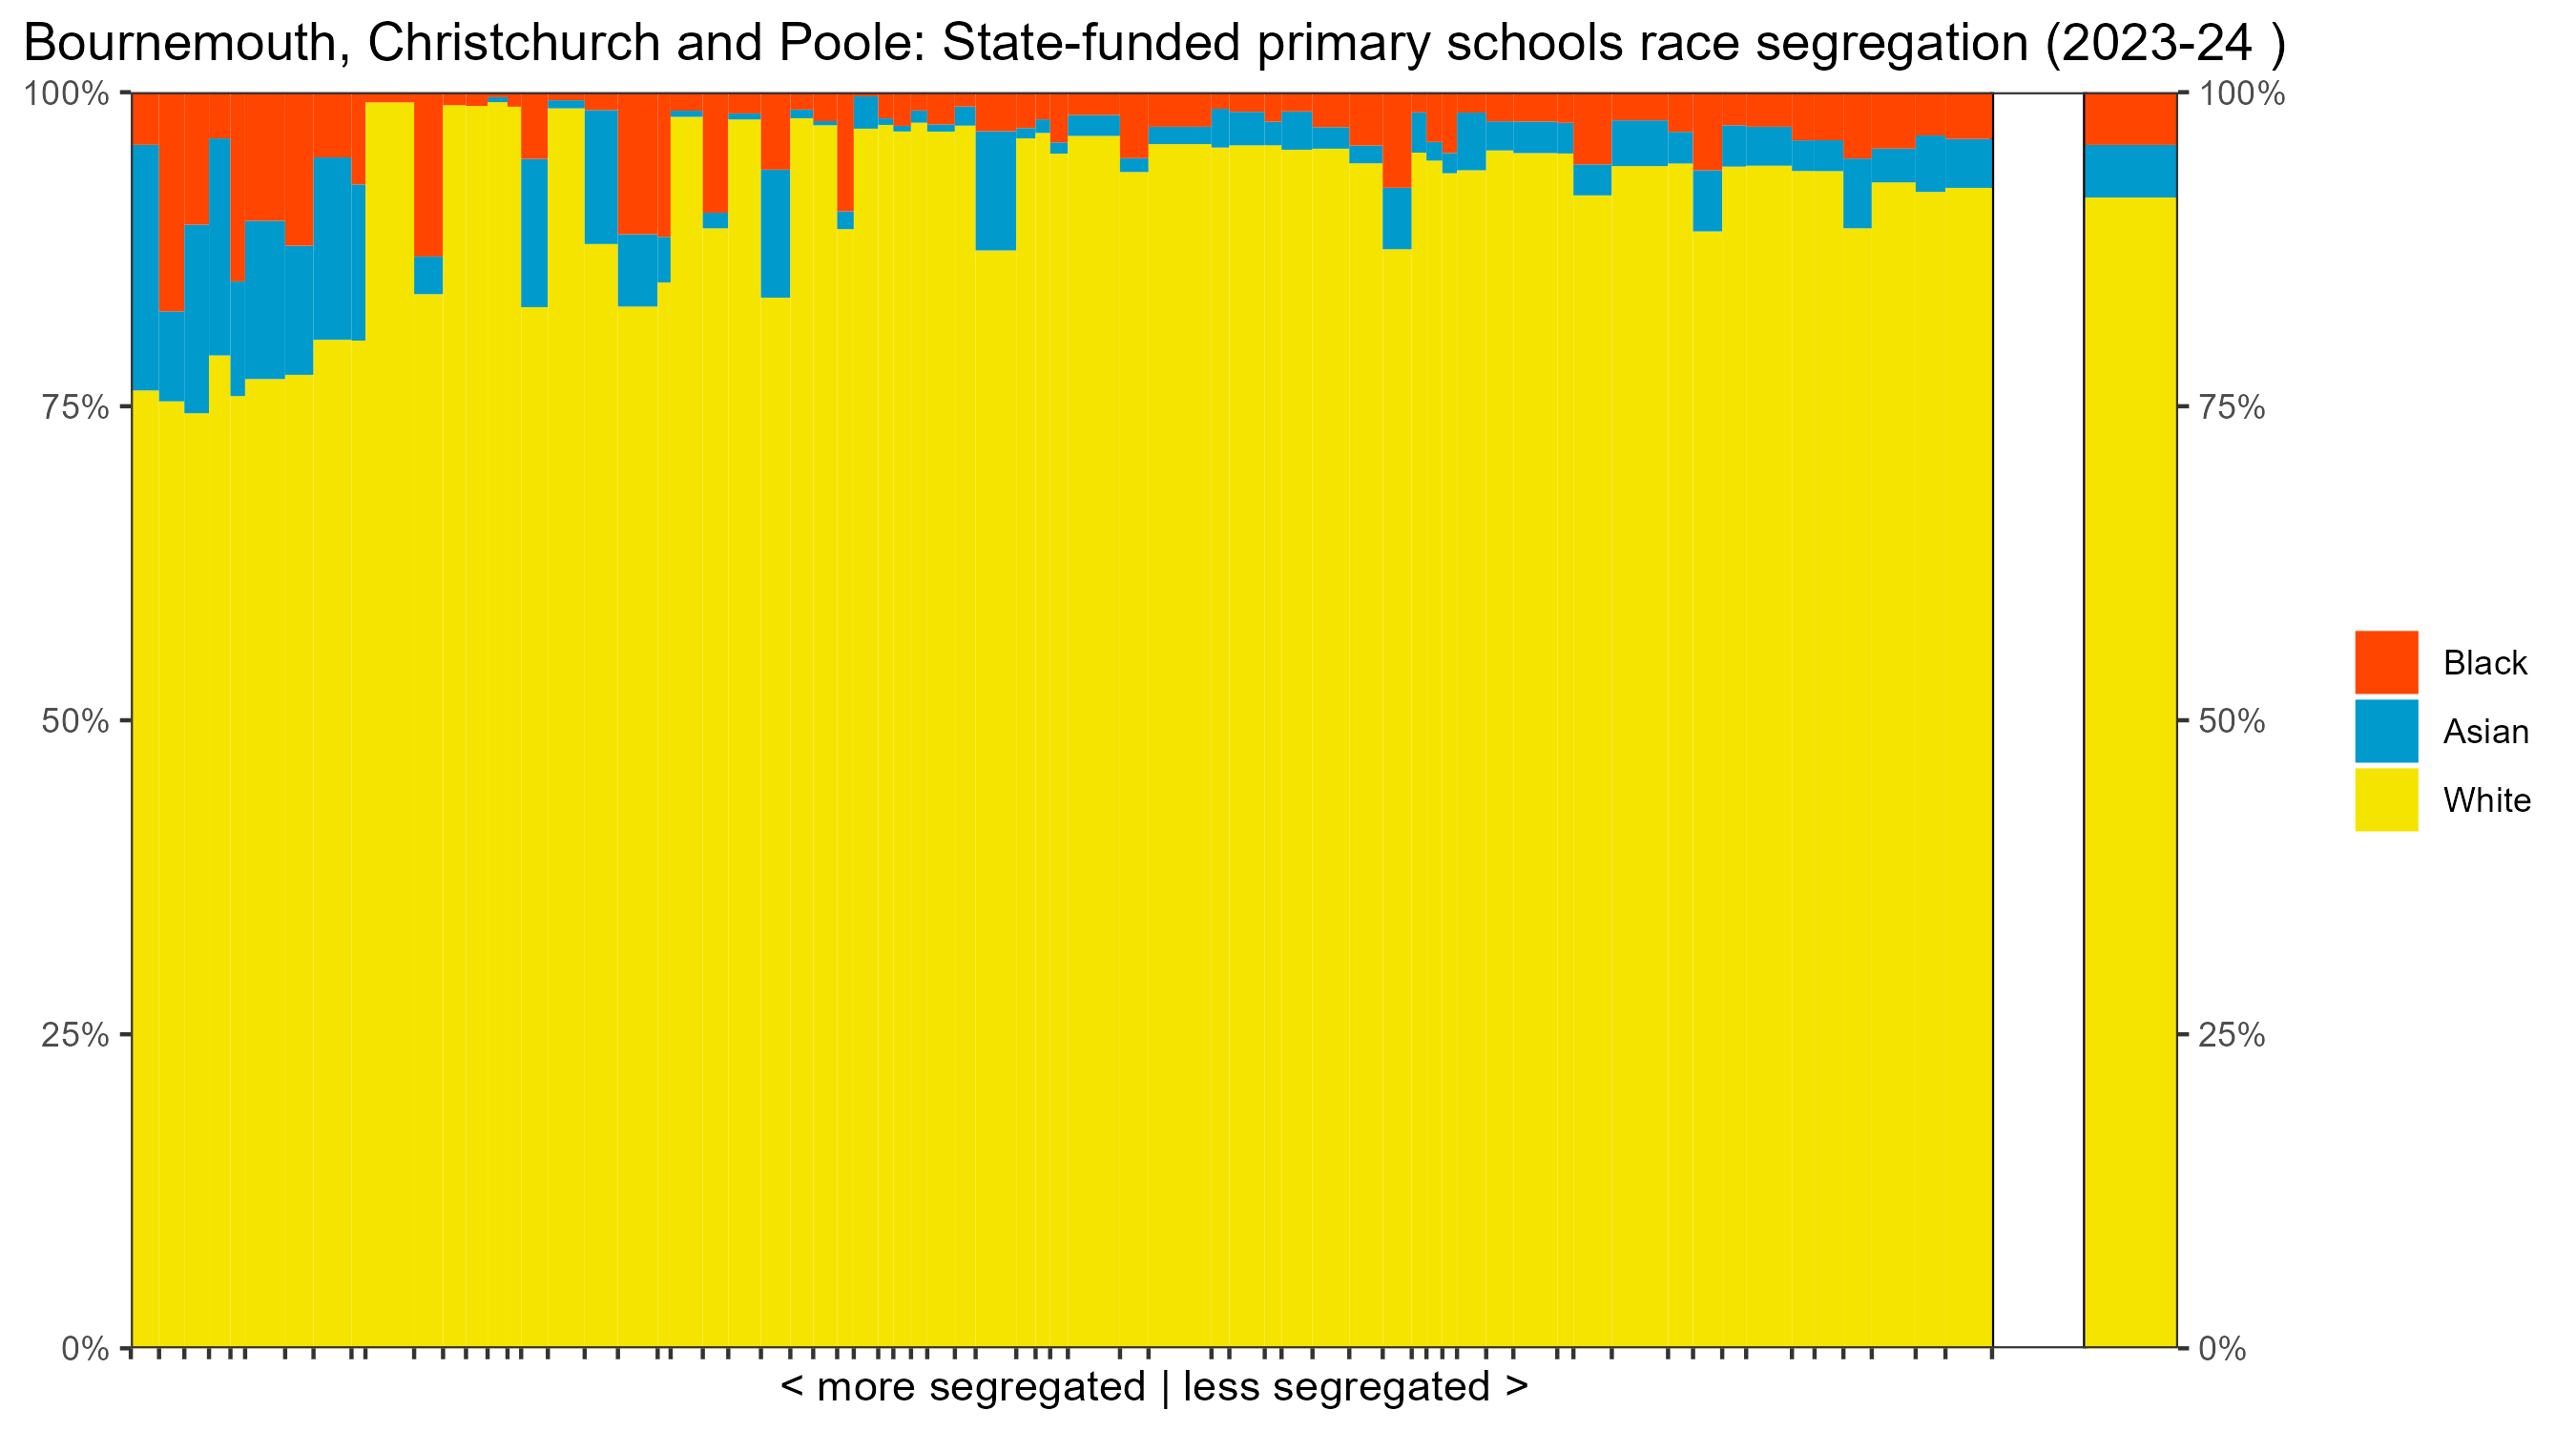 Bournemouth, Christchurch and Poole: State-funded primary schools race segregation (2023-24 )
100%
75%
50%
25%
0%
100%
75%
50%
25%
0%
Black
Asian
White
< more segregated | less segregated >